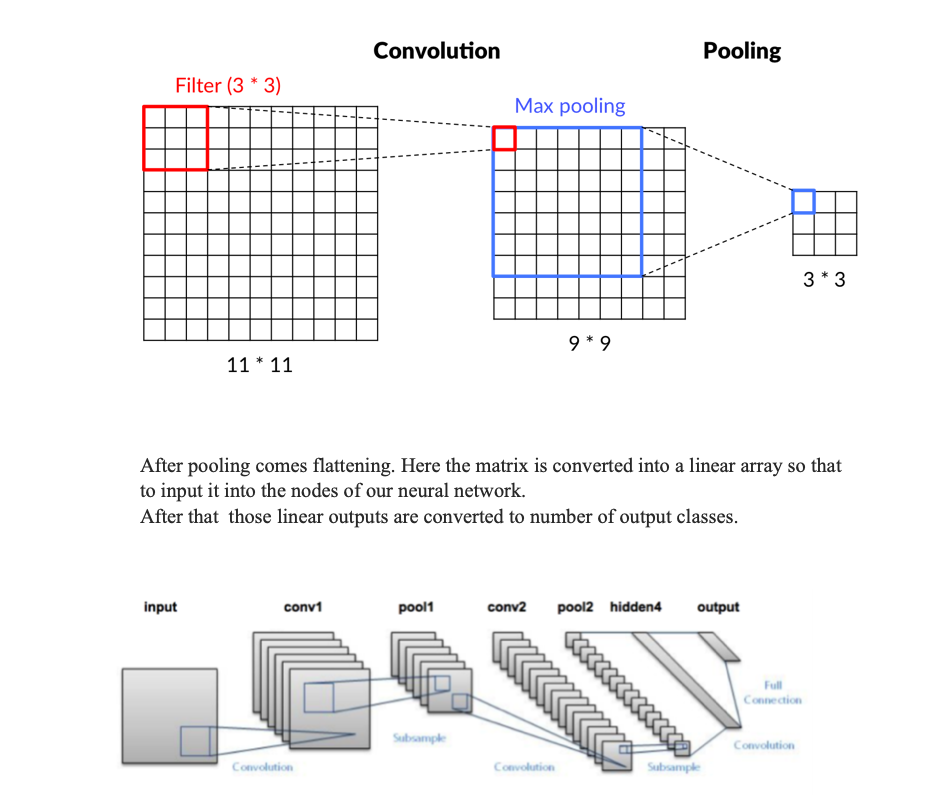 Convolution Pooling
Filter (3 * 3)
Max pooling
3 * 3
9 * 9
11 * 11
After pooling comes flattening. Here the matrix is converted into a linear array so that
to input it into the nodes of our neural network.
After that  those linear outputs are converted to number of output classes.
input conv1 pool1 conv2 pool2 hidden4 output
Full
Connection
Subsample
Convolution
Convolution Convolution Subsample